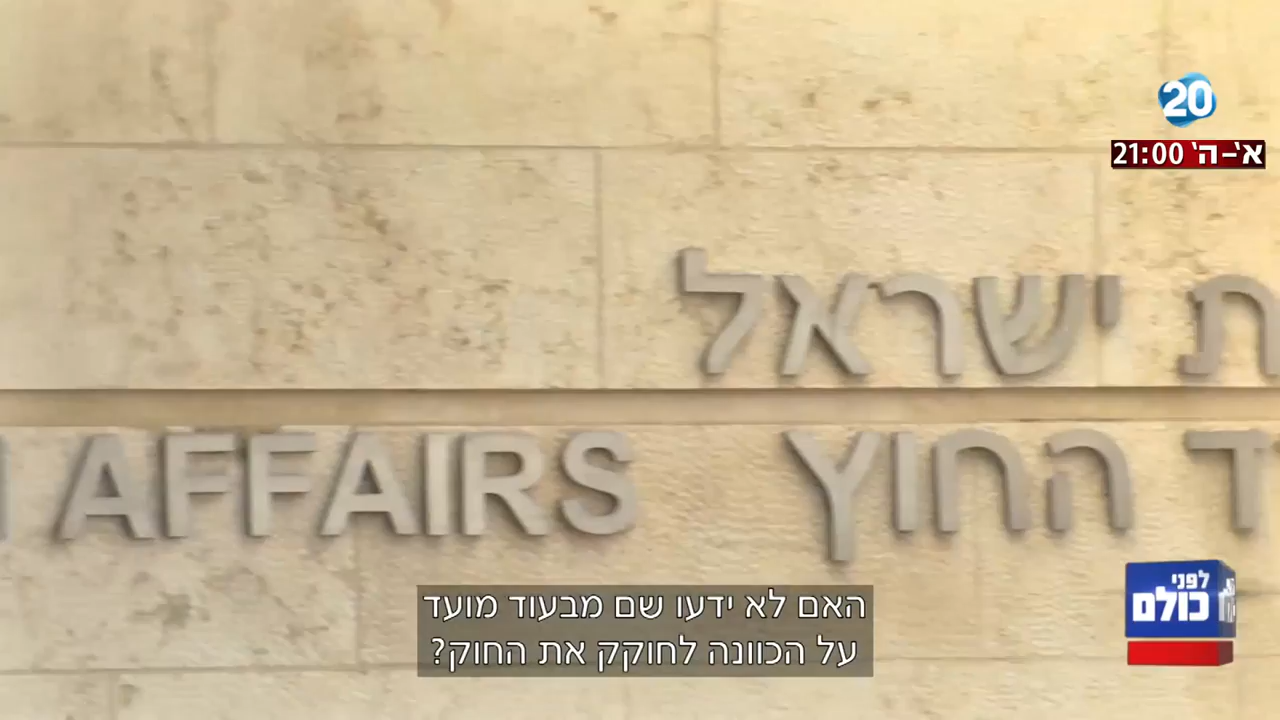 20
א'-ה' 21:00
ת ישראל
ד החוץ
AFFAIRS
לפני
כולם
האם לא ידעו שם מבעוד מועד
על הכוונה לחוקק את החוק?